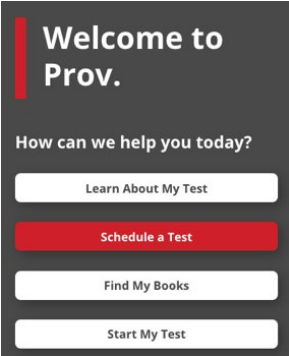 Welcome to
Prov.
How can we help you today?
Learn About My Test
Schedule a Test
Find My Books
Start My Test